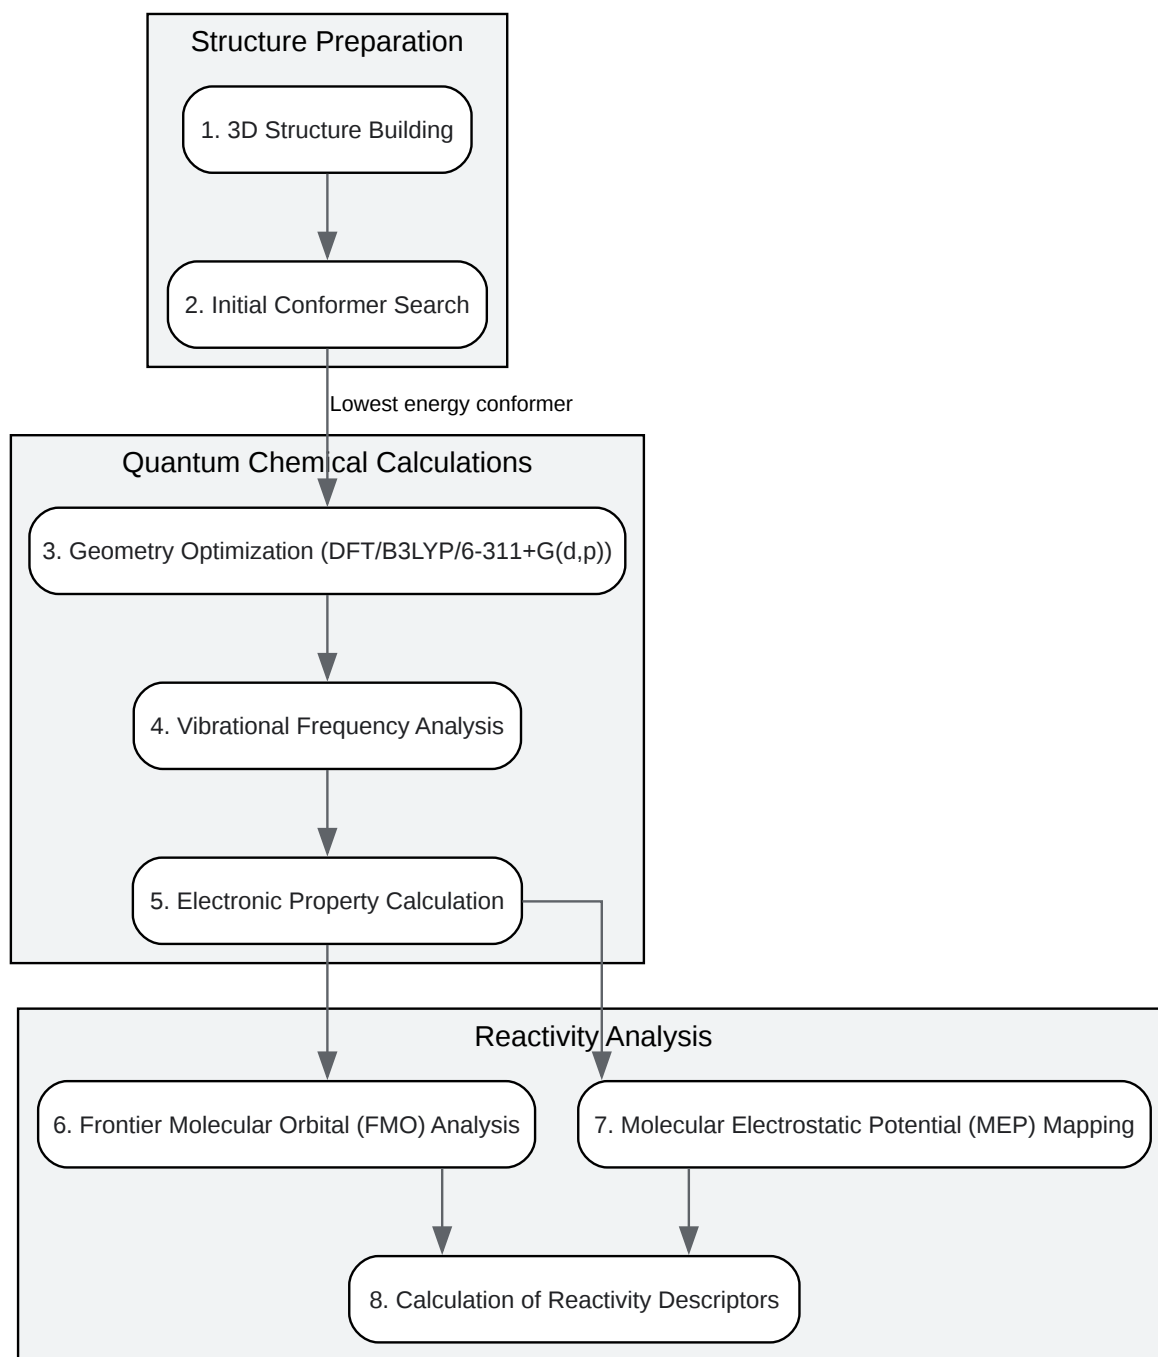 Structure Preparation
1. 3D Structure Building
2. Initial Conformer Search
Lowest energy conformer
Quantum Chemical Calculations
3. Geometry Optimization (DFT/B3LYP/6-311+G(d,p))
4. Vibrational Frequency Analysis
5. Electronic Property Calculation
Reactivity Analysis
6. Frontier Molecular Orbital (FMO) Analysis
7. Molecular Electrostatic Potential (MEP) Mapping
8. Calculation of Reactivity Descriptors